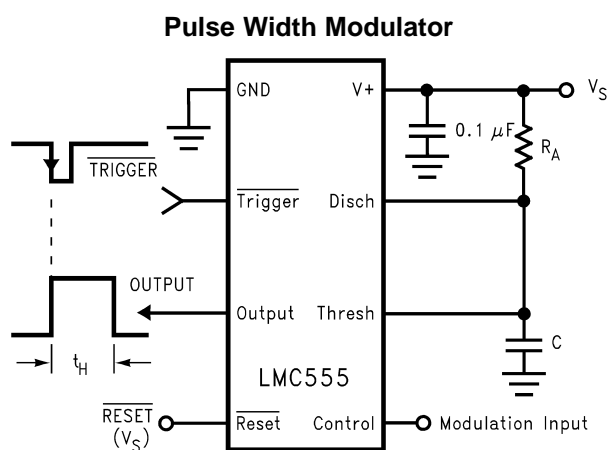 Pulse Width Modulator
GND
V+
V_S
0.1 μF
R_A
TRIGGER
Trigger
Disch
OUTPUT
Output
Thresh
C
t_H
LMC555
RESET
(V_S)
Reset
Control
Modulation Input